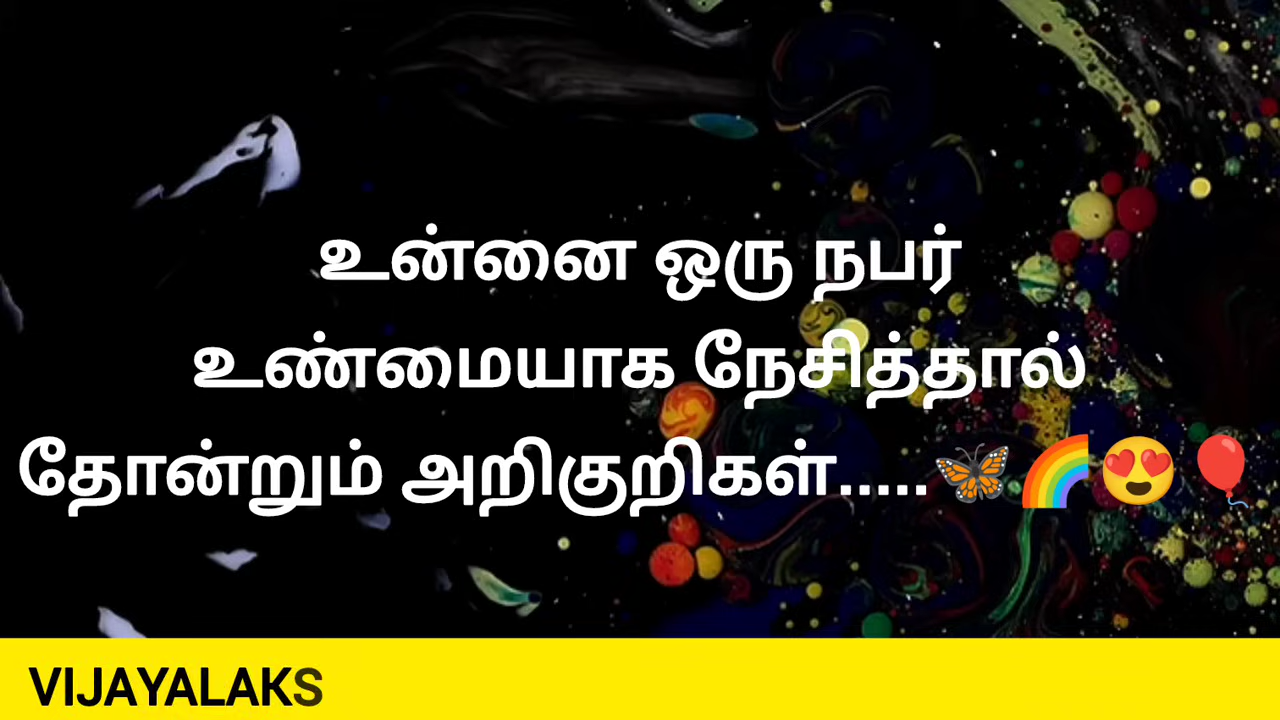 உன்னை ஒரு நபர்
உண்மையாக நேசித்தால்
தோன்றும் அறிகுறிகள்.....🦋🌈😍🎈
VIJAYALAKS